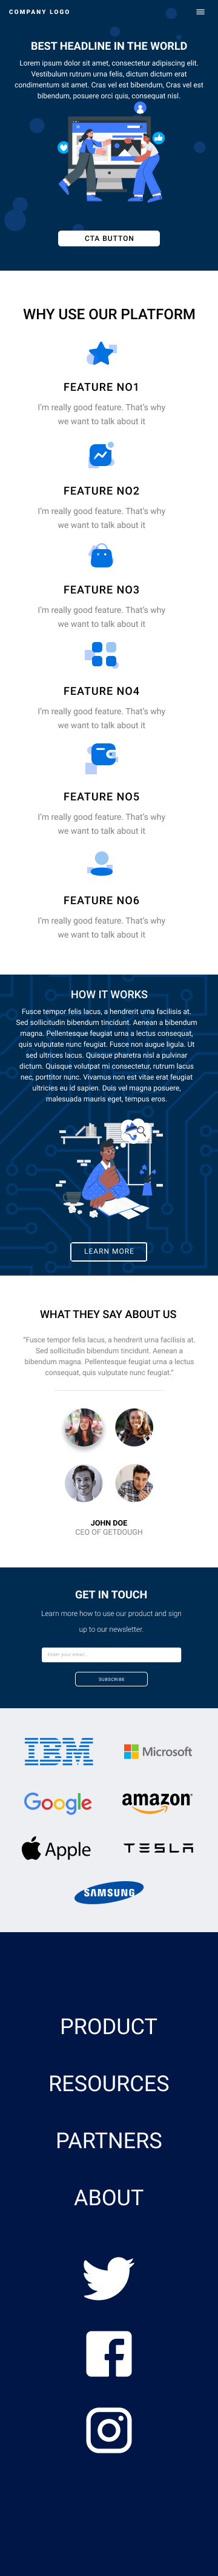 COMPANY LOGO
BEST HEADLINE IN THE WORLD
Lorem ipsum dolor sit amet, consectetur adipiscing elit.
Vestibulum rutrum urna felis, dictum dictum erat
condimentum sit amet. Cras vel est bibendum, Cras vel est
bibendum, posuere orci quis, consequat nisl.
CTA BUTTON
WHY USE OUR PLATFORM
FEATURE NO1
I'm really good feature. That's why
we want to talk about it
FEATURE NO2
I'm really good feature. That's why
we want to talk about it
FEATURE NO3
I'm really good feature. That's why
we want to talk about it
FEATURE NO4
I'm really good feature. That's why
we want to talk about it
FEATURE NO5
I'm really good feature. That's why
we want to talk about it
FEATURE NO6
I'm really good feature. That's why
we want to talk about it
HOW IT WORKS
Fusce tempor felis lacus, a hendrerit urna facilisis at.
Sed sollicitudin bibendum tincidunt. Aenean a bibendum
magna. Pellentesque feugiat urna a lectus consequat,
quis vulputate nunc feugiat. Fusce non augue ligula. Ut
sed ultrices lacus. Quisque pharetra nisl a pulvinar
dictum. Quisque volutpat mi consectetur, rutrum lacus
nec, porttitor nunc. Vivamus non est vitae erat feugiat
ultricies eu id sapien. Duis vel magna posuere,
malesuada mauris eget, tempus eros.
LEARN MORE
WHAT THEY SAY ABOUT US
"Fusce tempor felis lacus, a hendrerit urna facilisis at.
Sed sollicitudin bibendum tincidunt. Aenean a
bibendum magna. Pellentesque feugiat urna a lectus
consequat, quis vulputate nunc feugiat."
JOHN DOE
CEO OF GETDOUGH
GET IN TOUCH
Learn more how to use our product and sign
up to our newsletter.
Enter your email...
SUBSCRIBE
IBM
Microsoft
Google
amazon
Apple
TESLA
SAMSUNG
PRODUCT
RESOURCES
PARTNERS
ABOUT